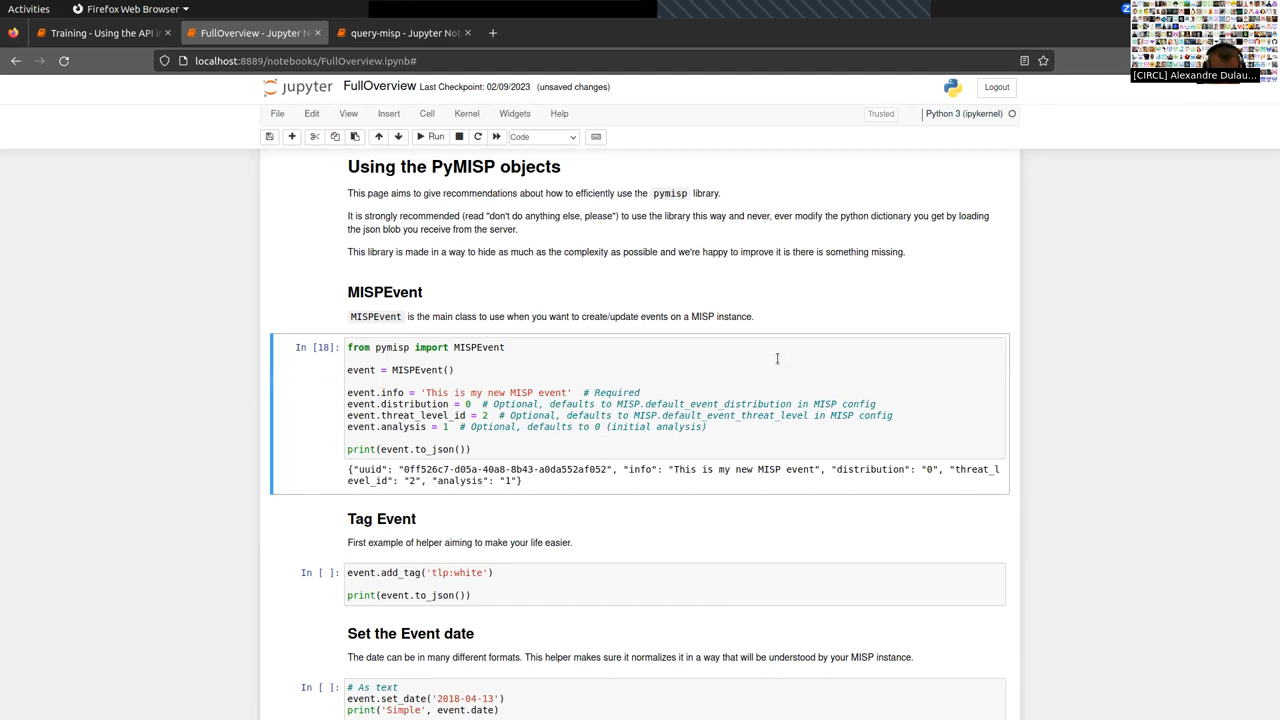 Activities
Firefox Web Browser
Training - Using the API in
FullOverview - Jupyter N
query-misp - Jupyter
localhost:8889/notebooks/FullOverview.ipynb#
[CIRCL] Alexandre Dulau...
jupyter FullOverview Last Checkpoint: 02/09/2023 (unsaved changes)
Logout
File Edit View Insert Cell Kernel Widgets Help
Trusted
Python 3 (ipykernel)
Run
Code
Using the PyMISP objects
This page aims to give recommendations about how to efficiently use the pymisp library.
It is strongly recommended (read "don't do anything else, please") to use the library this way and never, ever modify the python dictionary you get by loading
the json blob you receive from the server.
This library is made in a way to hide as much as the complexity as possible and we're happy to improve it is there is something missing.
MISPEvent
MISPEvent is the main class to use when you want to create/update events on a MISP instance.
In [18]: from pymisp import MISPEvent
event = MISPEvent()
event.info = 'This is my new MISP event' # Required
event.distribution = 0 # Optional, defaults to MISP.default_event_distribution in MISP config
event.threat_level_id = 2 # Optional, defaults to MISP.default_event_threat_level in MISP config
event.analysis = 1 # Optional, defaults to 0 (initial analysis)
print(event.to_json())
{"uuid": "0ff526c7-d05a-40a8-8b43-a0da552af052", "info": "This is my new MISP event", "distribution": "0", "threat_l
evel_id": "2", "analysis": "1"}
Tag Event
First example of helper aiming to make your life easier.
In [ ]: event.add_tag('tlp:white')
print(event.to_json())
Set the Event date
The date can be in many different formats. This helper makes sure it normalizes it in a way that will be understood by your MISP instance.
In [ ]: # As text
event.set_date('2018-04-13')
print('Simple', event.date)